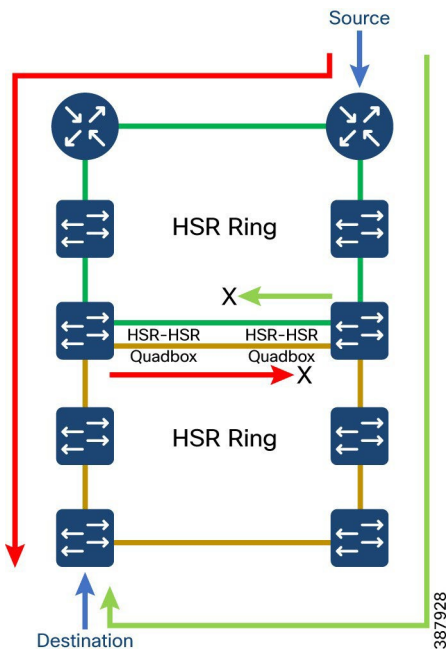 Source
HSR Ring
X
HSR-HSR HSR-HSR
Quadbox Quadbox
X
HSR Ring
Destination
387928